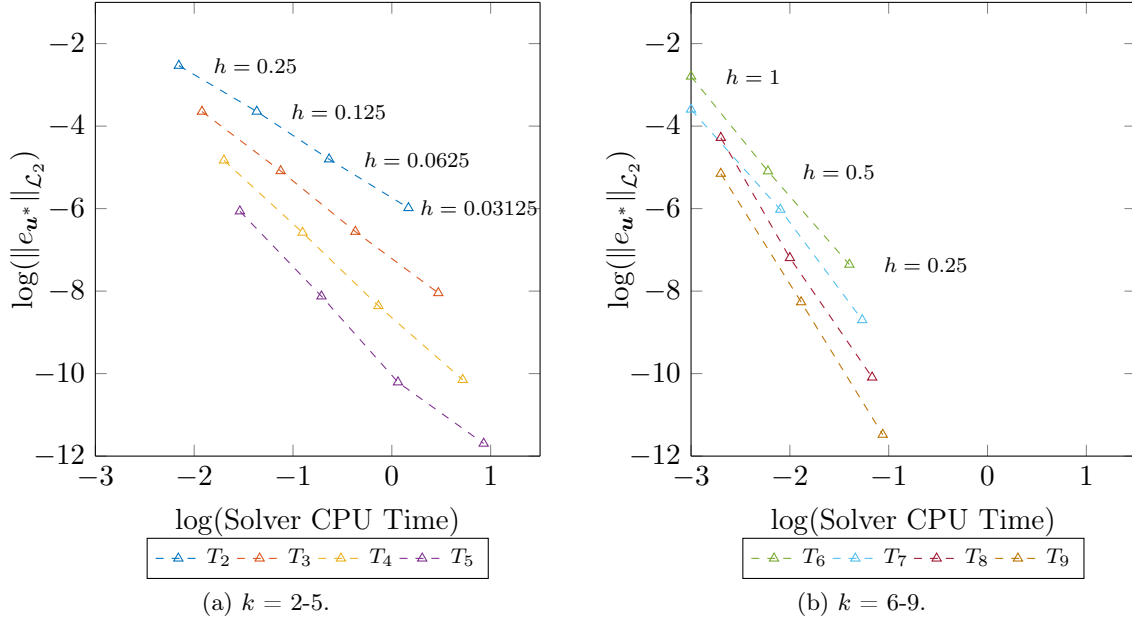 −2
−4
−6
−8
−10
−12
log(∥e𝒖*∥ℒ₂)
h = 0.25
h = 0.125
h = 0.0625
h = 0.03125
−3 −2 −1 0 1
log(Solver CPU Time)
T₂ T₃ T₄ T₅
(a) k = 2-5.
−2
−4
−6
−8
−10
−12
log(∥e𝒖*∥ℒ₂)
h = 1
h = 0.5
h = 0.25
−3 −2 −1 0 1
log(Solver CPU Time)
T₆ T₇ T₈ T₉
(b) k = 6-9.